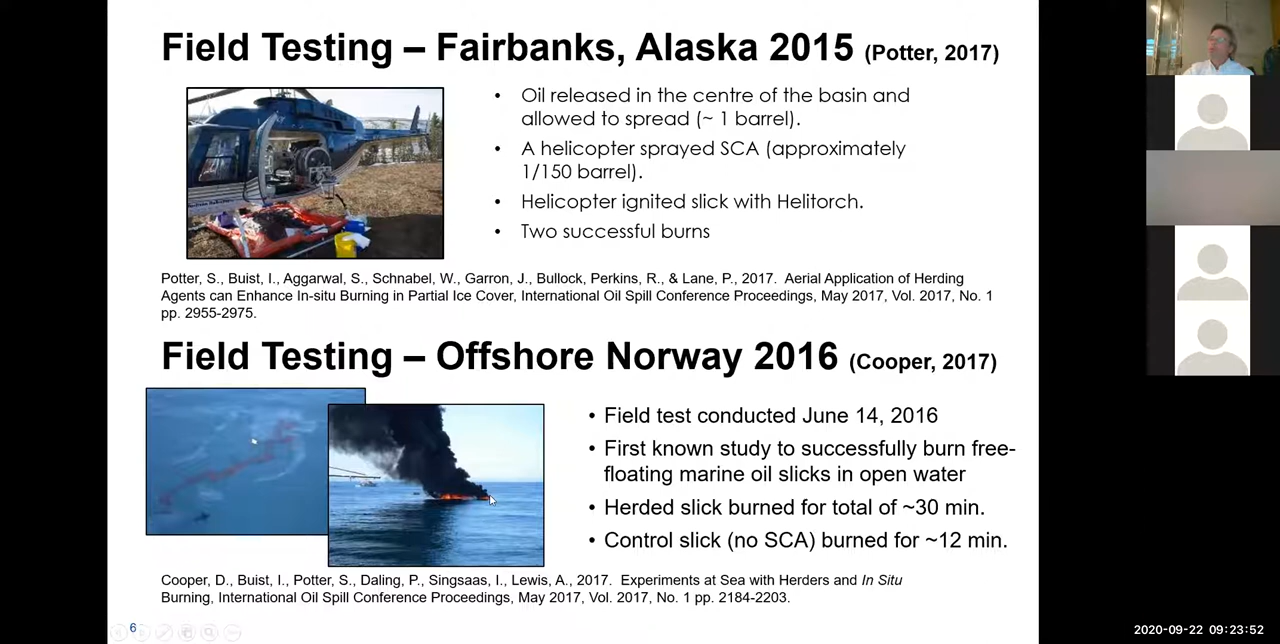 Field Testing – Fairbanks, Alaska 2015 (Potter, 2017)
• Oil released in the centre of the basin and
allowed to spread (~ 1 barrel).
• A helicopter sprayed SCA (approximately
1/150 barrel).
• Helicopter ignited slick with Helitorch.
• Two successful burns
Potter, S., Buist, I., Aggarwal, S., Schnabel, W., Garron, J., Bullock, Perkins, R., & Lane, P., 2017. Aerial Application of Herding
Agents can Enhance In-situ Burning in Partial Ice Cover, International Oil Spill Conference Proceedings, May 2017, Vol. 2017, No. 1
pp. 2955-2975.
Field Testing – Offshore Norway 2016 (Cooper, 2017)
• Field test conducted June 14, 2016
• First known study to successfully burn free-
floating marine oil slicks in open water
• Herded slick burned for total of ~30 min.
• Control slick (no SCA) burned for ~12 min.
Cooper, D., Buist, I., Potter, S., Daling, P., Singsaas, I., Lewis, A., 2017. Experiments at Sea with Herders and In Situ
Burning, International Oil Spill Conference Proceedings, May 2017, Vol. 2017, No. 1 pp. 2184-2203.
6
2020-09-22 09:23:52